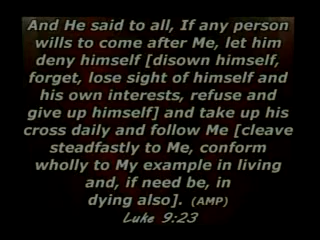 And He said to all, If any person
wills to come after Me, let him
deny himself [disown himself,
forget, lose sight of himself and
his own interests, refuse and
give up himself] and take up his
cross daily and follow Me [cleave
steadfastly to Me, conform
wholly to My example in living
and, if need be, in
dying also]. (AMP)
Luke 9:23